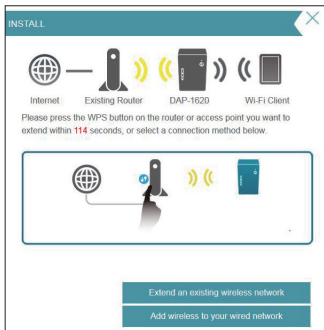 INSTALL
Internet Existing Router DAP-1620 Wi-Fi Client
Please press the WPS button on the router or access point you want to
extend within 114 seconds, or select a connection method below.
Extend an existing wireless network
Add wireless to your wired network